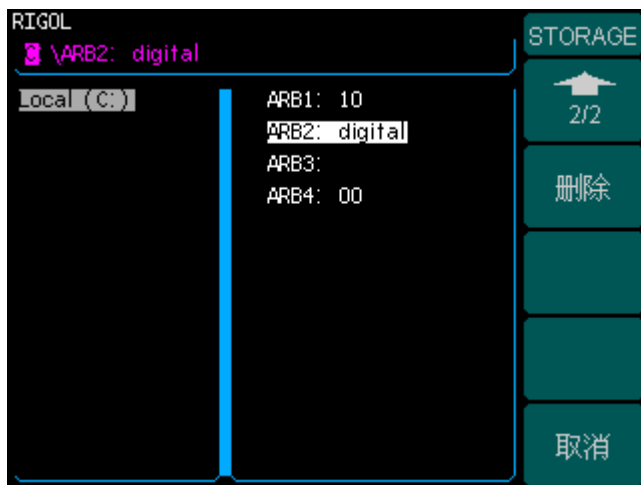 RIGOL
C \ARB2: digital
Local (C:)
ARB1: 10
ARB2: digital
ARB3:
ARB4: 00
STORAGE
2/2
删除
取消